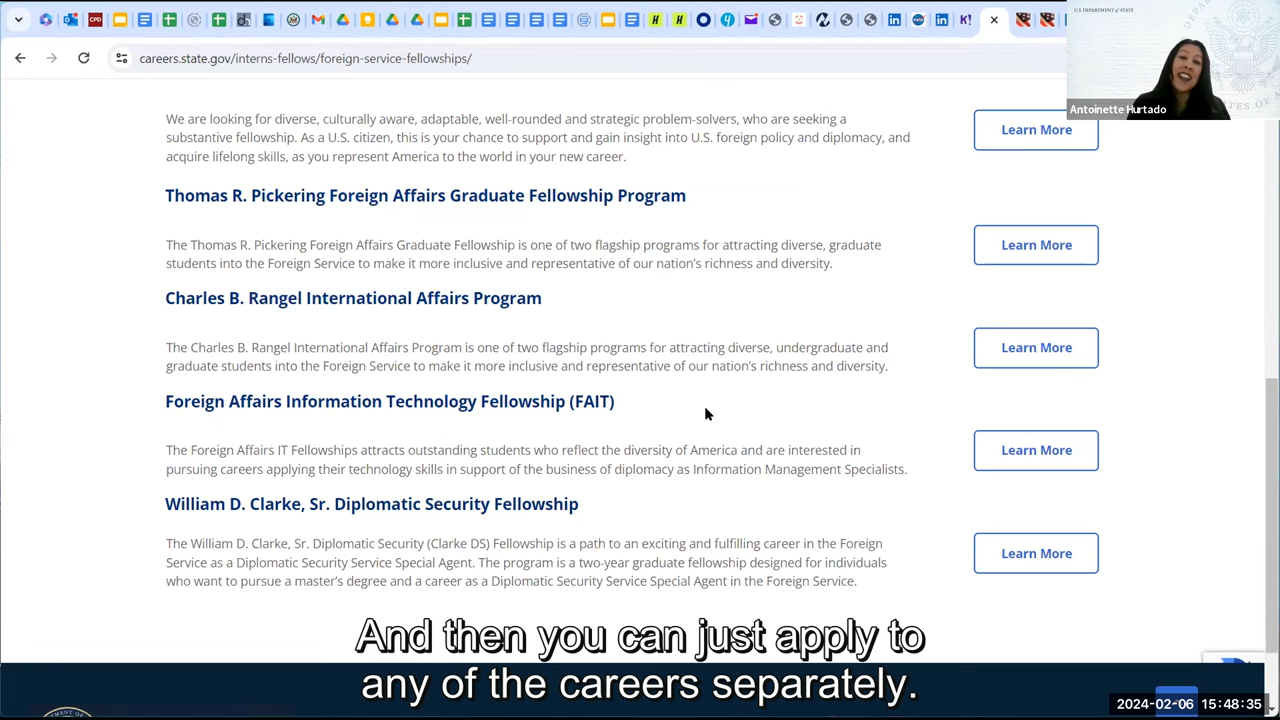 careers.state.gov/interns-fellows/foreign-service-fellowships/
U.S. DEPARTMENT of STATE
Antoinette Hurtado
We are looking for diverse, culturally aware, adaptable, well-rounded and strategic problem-solvers, who are seeking a
substantive fellowship. As a U.S. citizen, this is your chance to support and gain insight into U.S. foreign policy and diplomacy, and
acquire lifelong skills, as you represent America to the world in your new career.
Learn More
Thomas R. Pickering Foreign Affairs Graduate Fellowship Program
The Thomas R. Pickering Foreign Affairs Graduate Fellowship is one of two flagship programs for attracting diverse, graduate
students into the Foreign Service to make it more inclusive and representative of our nation's richness and diversity.
Learn More
Charles B. Rangel International Affairs Program
The Charles B. Rangel International Affairs Program is one of two flagship programs for attracting diverse, undergraduate and
graduate students into the Foreign Service to make it more inclusive and representative of our nation's richness and diversity.
Learn More
Foreign Affairs Information Technology Fellowship (FAIT)
The Foreign Affairs IT Fellowships attracts outstanding students who reflect the diversity of America and are interested in
pursuing careers applying their technology skills in support of the business of diplomacy as Information Management Specialists.
Learn More
William D. Clarke, Sr. Diplomatic Security Fellowship
The William D. Clarke, Sr. Diplomatic Security (Clarke DS) Fellowship is a path to an exciting and fulfilling career in the Foreign
Service as a Diplomatic Security Service Special Agent. The program is a two-year graduate fellowship designed for individuals
who want to pursue a master's degree and a career as a Diplomatic Security Service Special Agent in the Foreign Service.
Learn More
And then you can just apply to
any of the careers separately.
2024-02-06 15:48:35